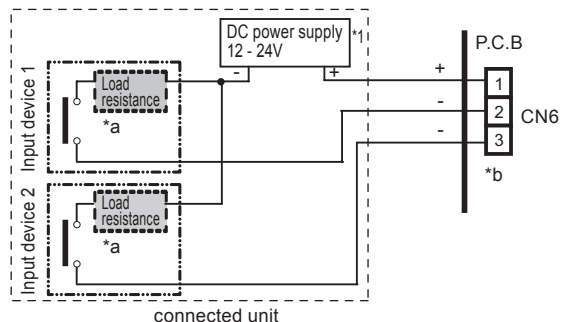 DC power supply *1
12 - 24V
- +
P.C.B
+
1
-
2
CN6
-
3
*b
Input device 1
Load
resistance
*a
Input device 2
Load
resistance
*a
connected unit